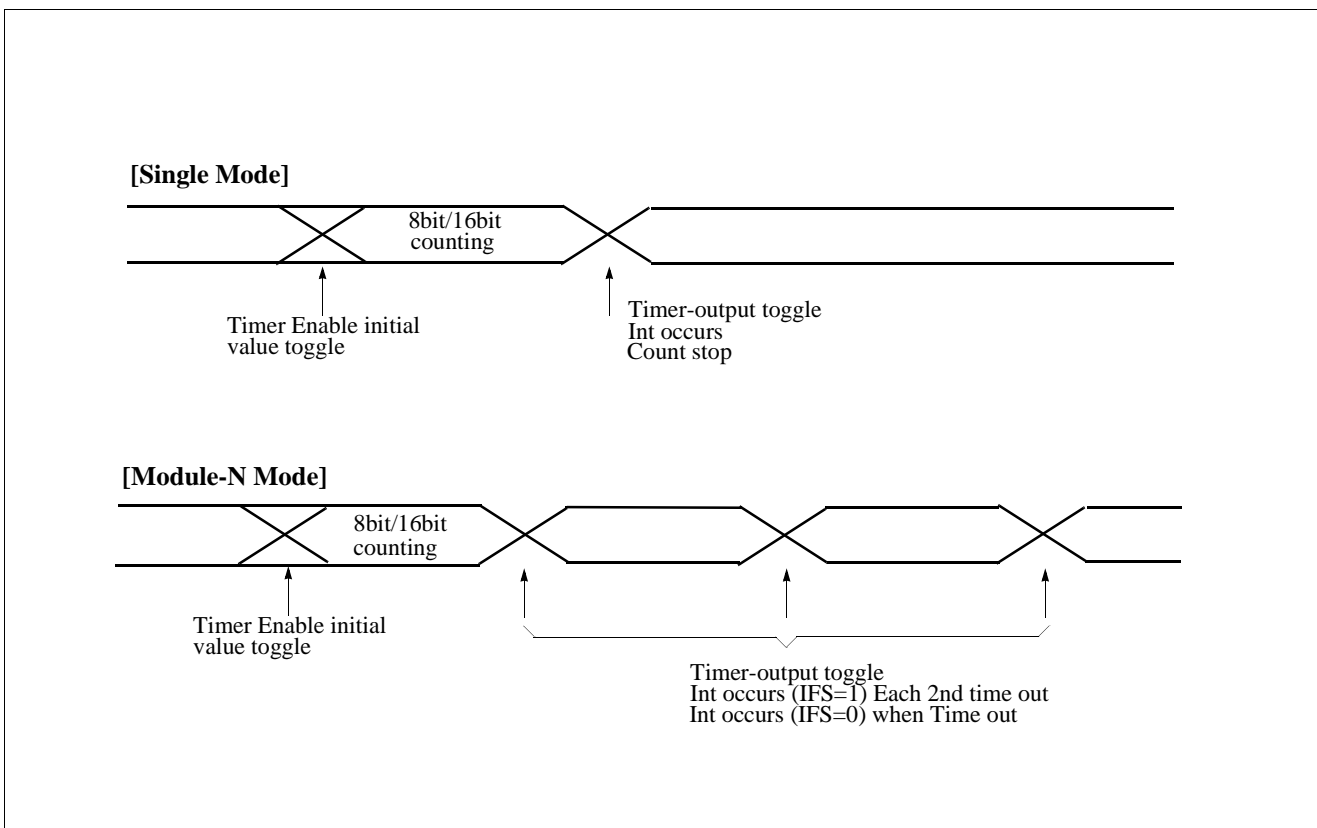 [Single Mode]
8bit/16bit
counting
Timer Enable initial
value toggle
Timer-output toggle
Int occurs
Count stop
[Module-N Mode]
8bit/16bit
counting
Timer Enable initial
value toggle
Timer-output toggle
Int occurs (IFS=1) Each 2nd time out
Int occurs (IFS=0) when Time out